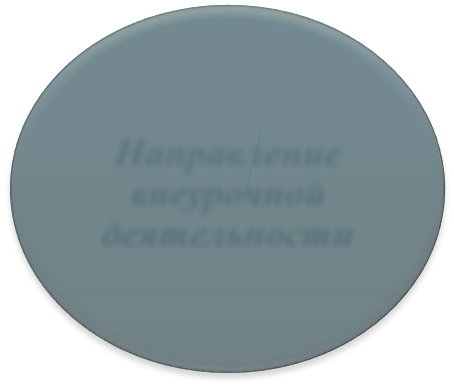 Направление
внеурочной
деятельности